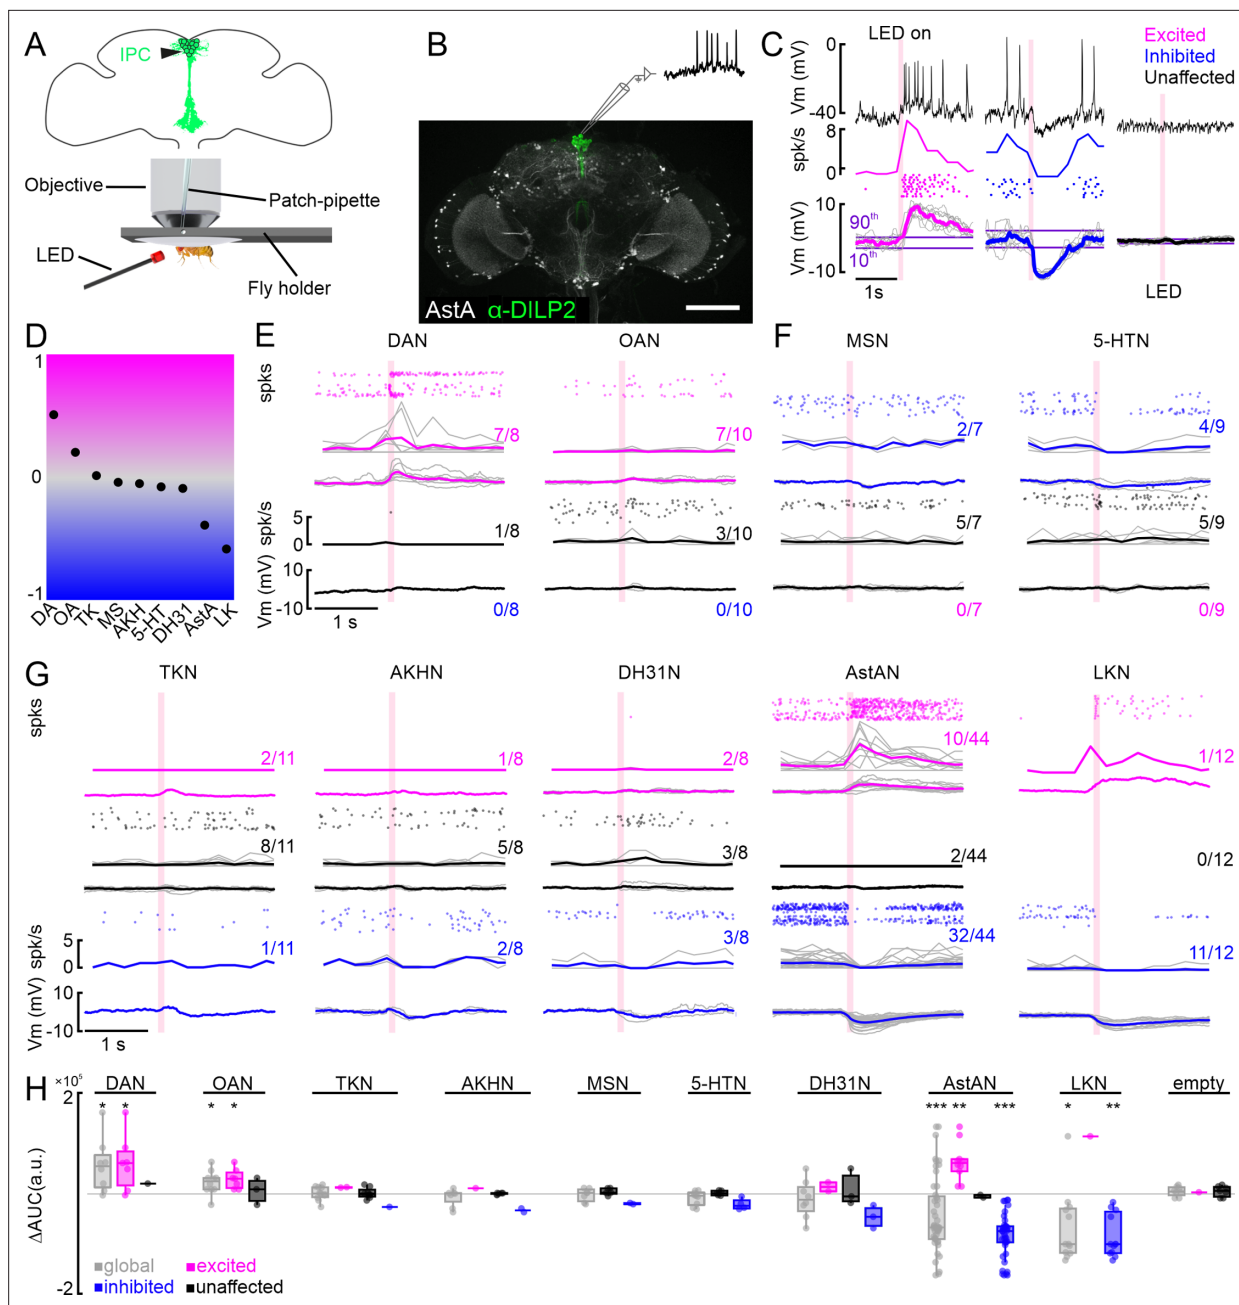 A
IPC
Objective
Patch-pipette
LED
Fly holder
B
AstA α-DILP2
C
LED on
Excited
Inhibited
Unaffected
Vm (mV)
0
-40
spk/s
8
0
Vm (mV)
10
-10
90th
10th
1s
LED
D
1
0
-1
DA
OA
TK
MS
AKH
5-HT
DH31
AstA
LK
E
DAN
OAN
spks
7/8
7/10
spk/s
5
0
1/8
3/10
Vm (mV)
10
-10
0/8
0/10
1 s
F
MSN
5-HTN
2/7
4/9
5/7
5/9
0/7
0/9
G
TKN
AKHN
DH31N
AstAN
LKN
spks
2/11
1/8
2/8
10/44
1/12
8/11
5/8
3/8
2/44
0/12
spk/s
5
0
1/11
2/8
3/8
32/44
11/12
Vm (mV)
10
-10
1 s
H
×10⁵
2
-2
ΔAUC(a.u.)
DAN
OAN
TKN
AKHN
MSN
5-HTN
DH31N
AstAN
LKN
empty
* * * * *** ** *** * **
global
excited
inhibited
unaffected